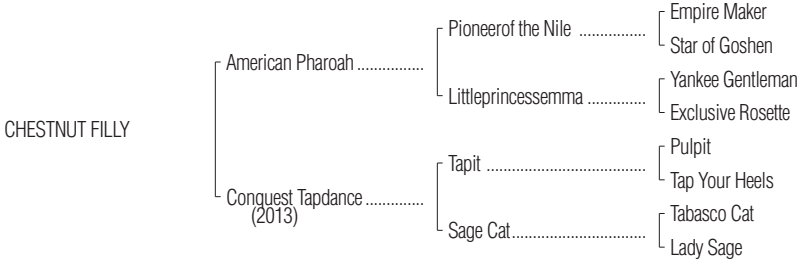 Empire Maker
Pioneerof the Nile ................
Star of Goshen
American Pharoah ................
Yankee Gentleman
Littleprincessemma ..............
Exclusive Rosette
CHESTNUT FILLY
Pulpit
Tapit ......................................
Tap Your Heels
Conquest Tapdance ..............
(2013)
Tabasco Cat
Sage Cat................................
Lady Sage